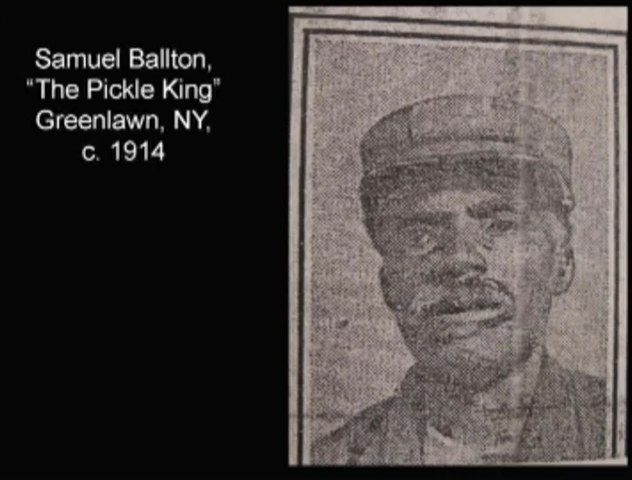 Samuel Ballton,
“The Pickle King”
Greenlawn, NY,
c. 1914